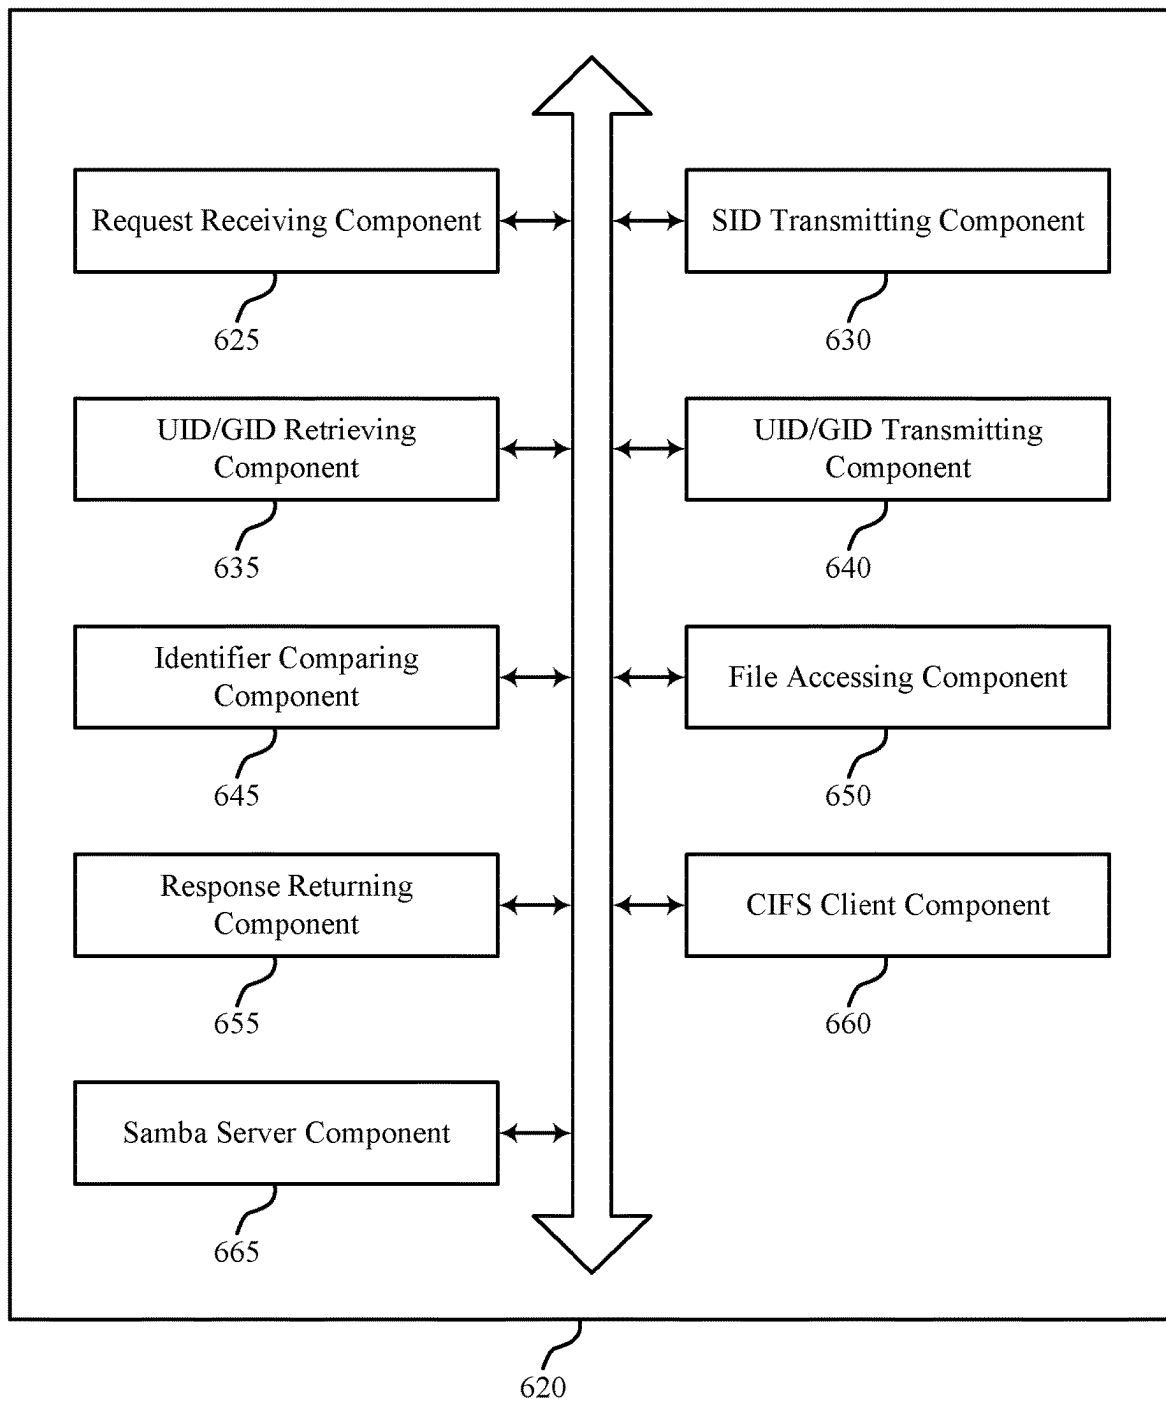 Request Receiving Component
625
SID Transmitting Component
630
UID/GID Retrieving
Component
635
UID/GID Transmitting
Component
640
Identifier Comparing
Component
645
File Accessing Component
650
Response Returning
Component
655
CIFS Client Component
660
Samba Server Component
665
620